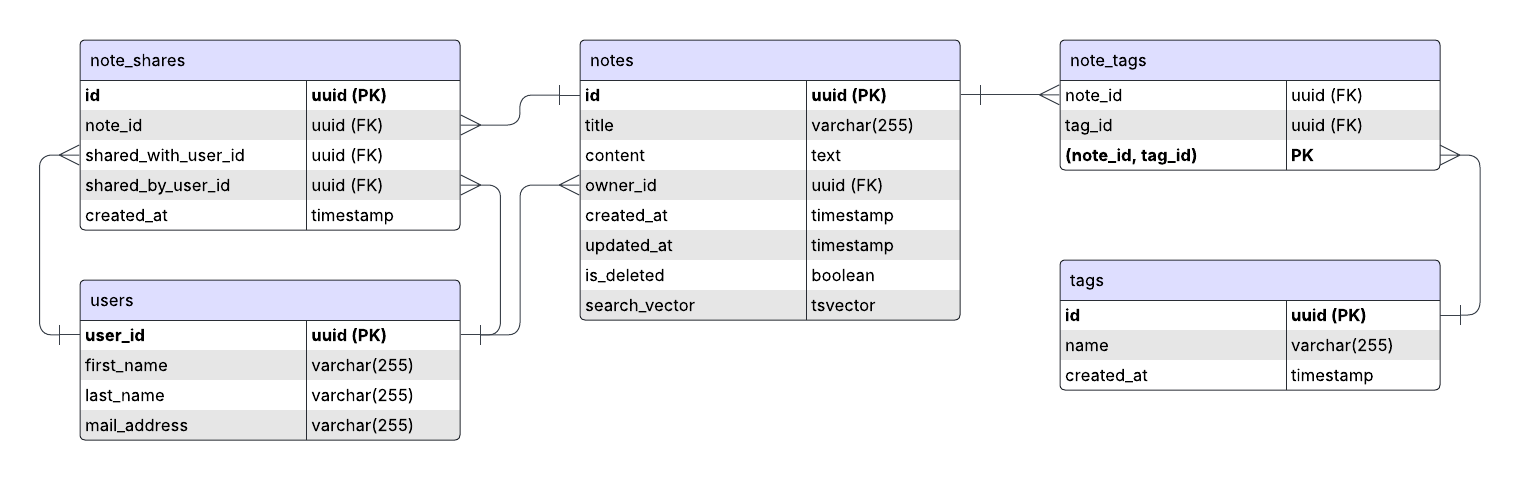 note_shares
id uuid (PK)
note_id uuid (FK)
shared_with_user_id uuid (FK)
shared_by_user_id uuid (FK)
created_at timestamp
users
user_id uuid (PK)
first_name varchar(255)
last_name varchar(255)
mail_address varchar(255)
notes
id uuid (PK)
title varchar(255)
content text
owner_id uuid (FK)
created_at timestamp
updated_at timestamp
is_deleted boolean
search_vector tsvector
note_tags
note_id uuid (FK)
tag_id uuid (FK)
(note_id, tag_id) PK
tags
id uuid (PK)
name varchar(255)
created_at timestamp